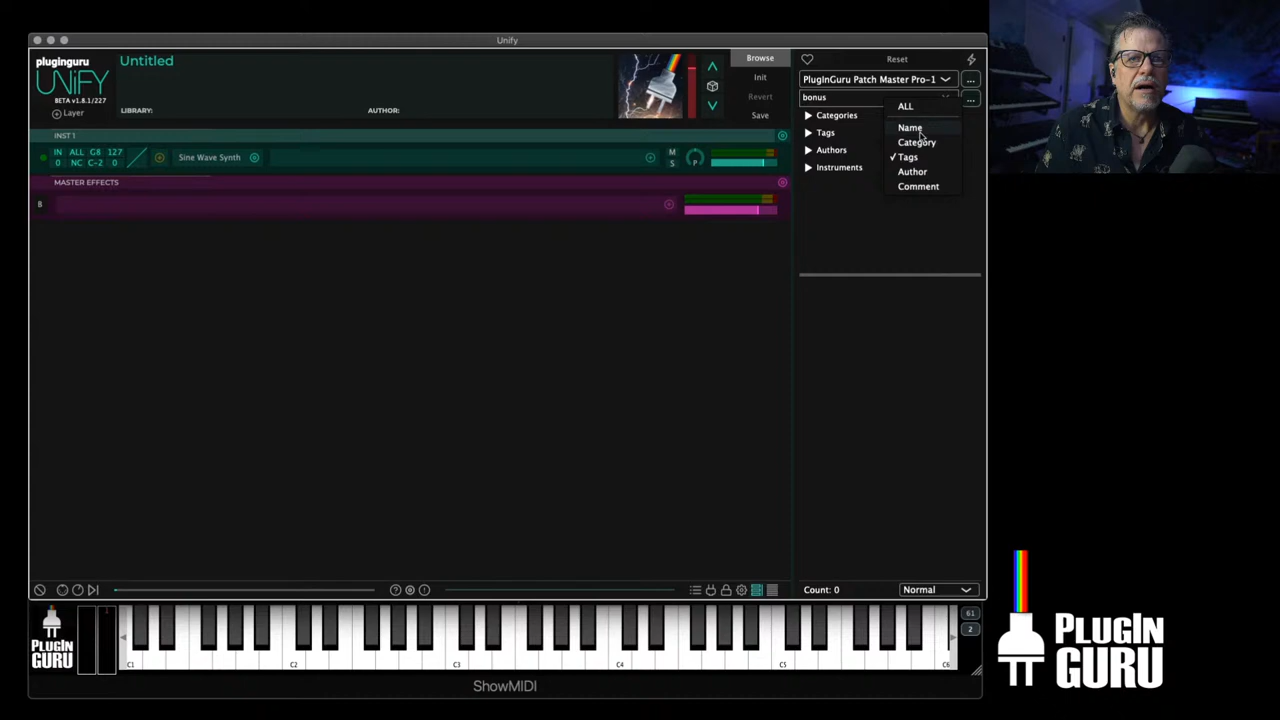 Unify
pluginguru
UNiFY
BETA v1.8.1/227
Layer
Untitled
LIBRARY:
AUTHOR:
Browse
Init
Revert
Save
Reset
PlugInGuru Patch Master Pro-1
...
bonus
...
Categories
Tags
Authors
Instruments
ALL
Name
Category
✓ Tags
Author
Comment
INST 1
IN ALL G8 127
0 NC C-2 0
Sine Wave Synth
M
S
P
MASTER EFFECTS
B
Count: 0
Normal
PLUGIN
GURU
C1
C2
C3
C4
C5
C6
61
2
ShowMIDI
PLUGIN
GURU